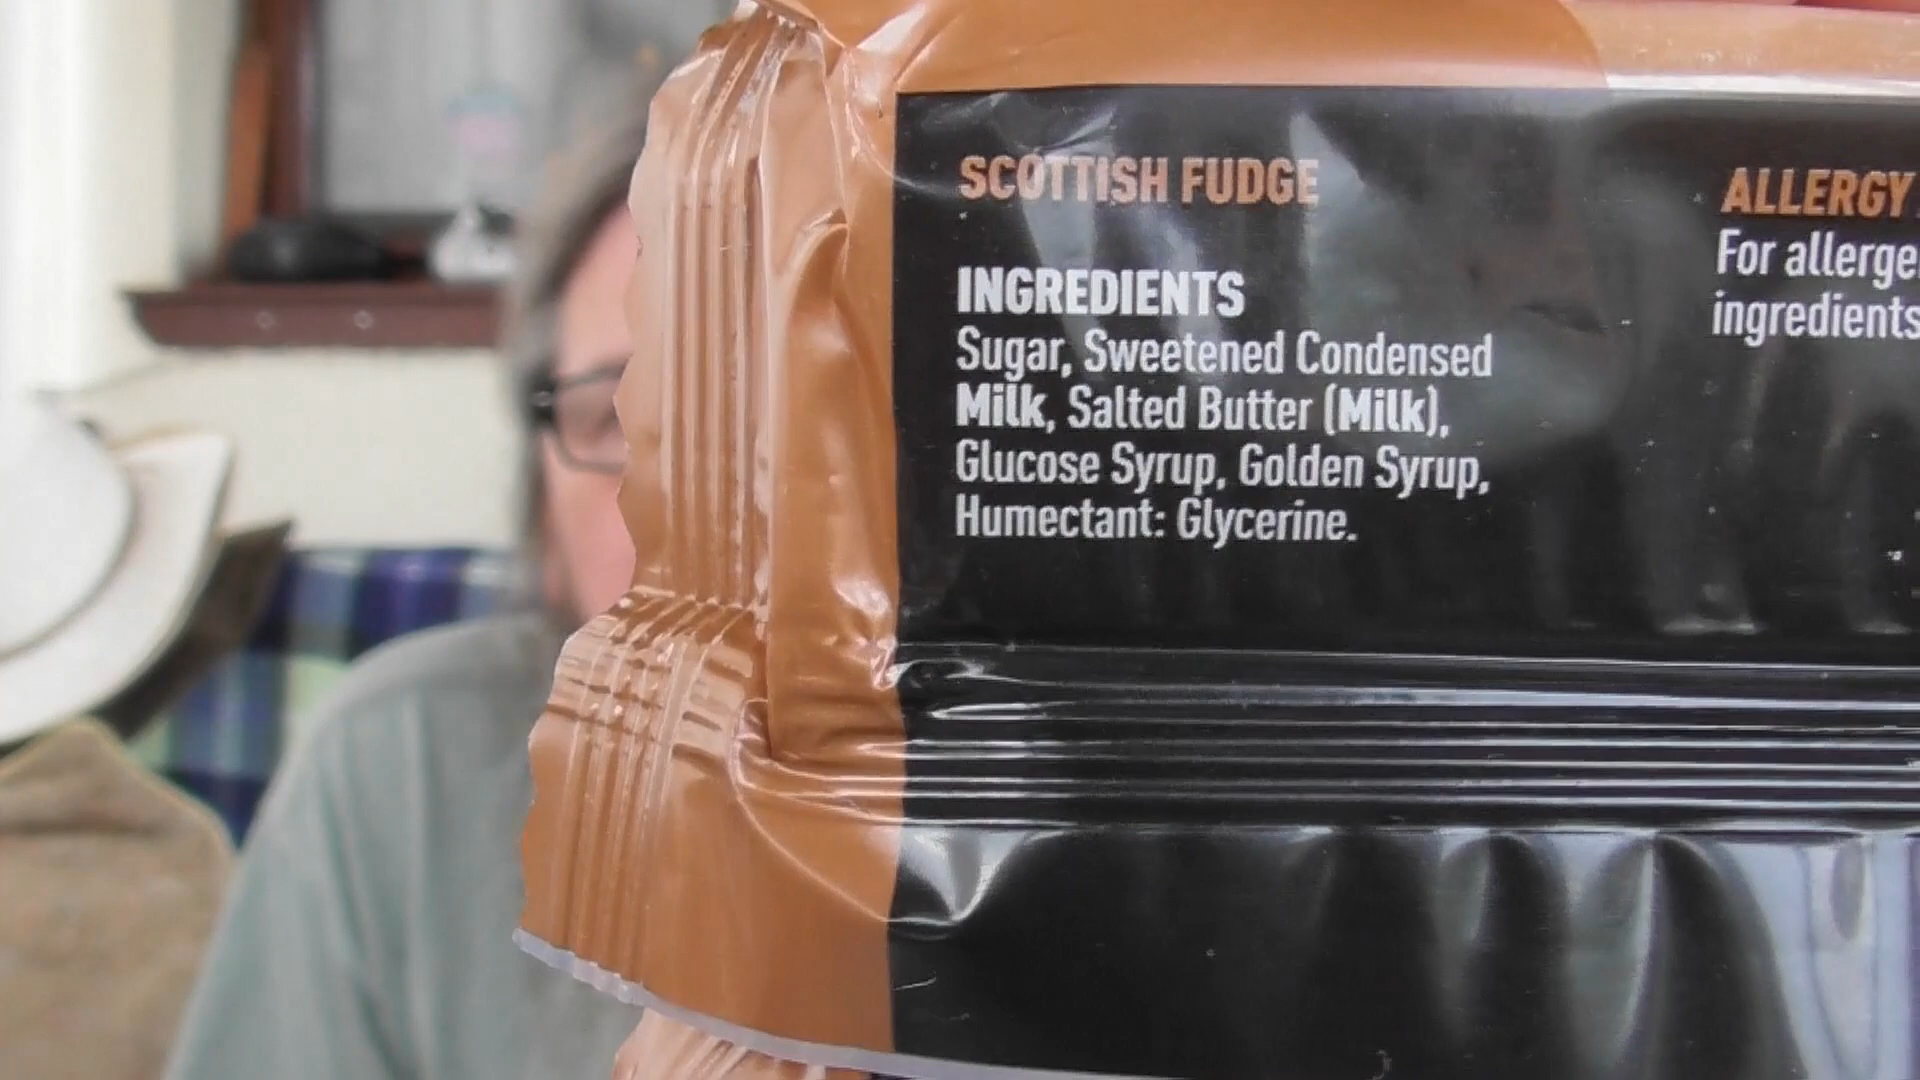 SCOTTISH FUDGE
INGREDIENTS
Sugar, Sweetened Condensed
Milk, Salted Butter (Milk),
Glucose Syrup, Golden Syrup,
Humectant: Glycerine.
ALLERGY
For allerge
ingredients